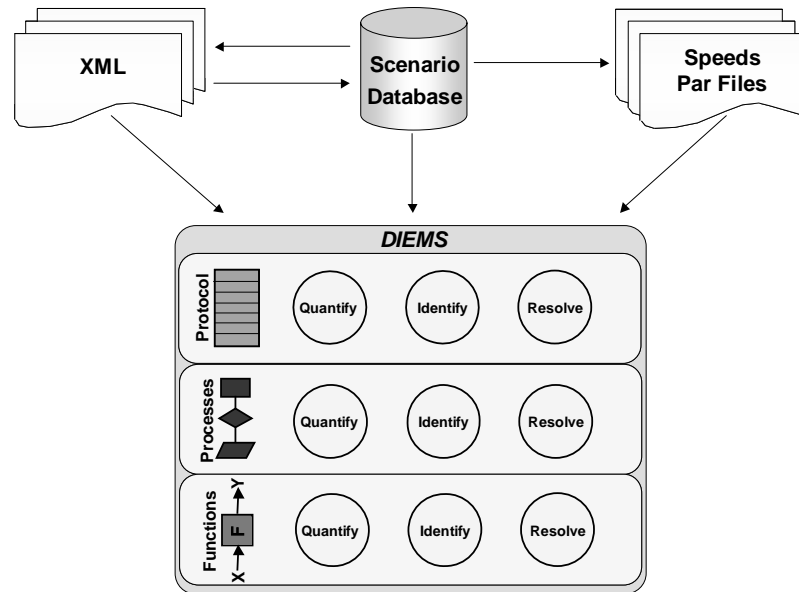 XML
Scenario
Database
Speeds
Par Files
DIEMS
Protocol
Quantify
Identify
Resolve
Processes
Quantify
Identify
Resolve
Functions
X
F
Y
Quantify
Identify
Resolve